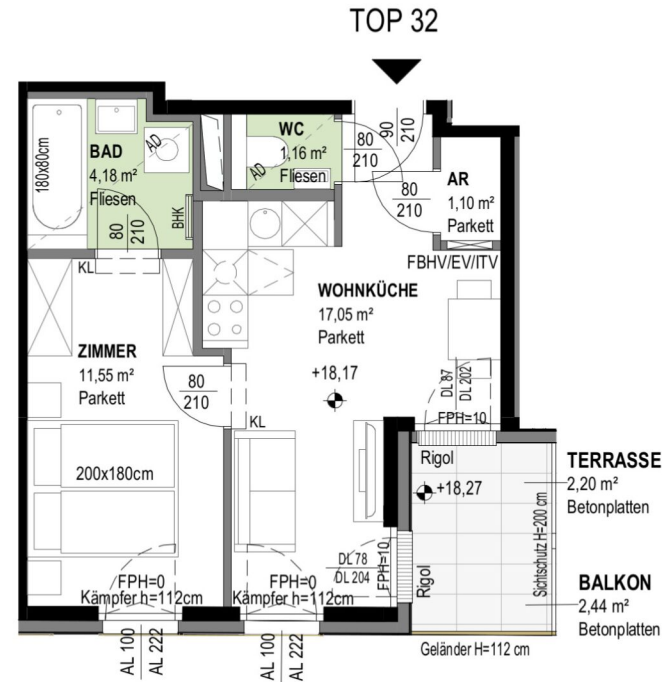 TOP 32
180x80cm
BAD
4,18 m²
Fliesen
AD
BHK
80
210
KL
WC
1,16 m²
Fliesen
AD
80
210
90
210
80
210
AR
1,10 m²
Parkett
FBHV/EV/ITV
WOHNKÜCHE
17,05 m²
Parkett
+18,17
ZIMMER
11,55 m²
Parkett
80
210
KL
200x180cm
DL 87
DL 202
FPH=10
Rigol
+18,27
TERRASSE
2,20 m²
Betonplatten
Sichtschutz H=200 cm
BALKON
2,44 m²
Betonplatten
DL 78
DL 204
FPH=10
Rigol
FPH=0
Kämpfer h=112cm
FPH=0
Kämpfer h=112cm
Geländer H=112 cm
AL 100
AL 222
AL 100
AL 222